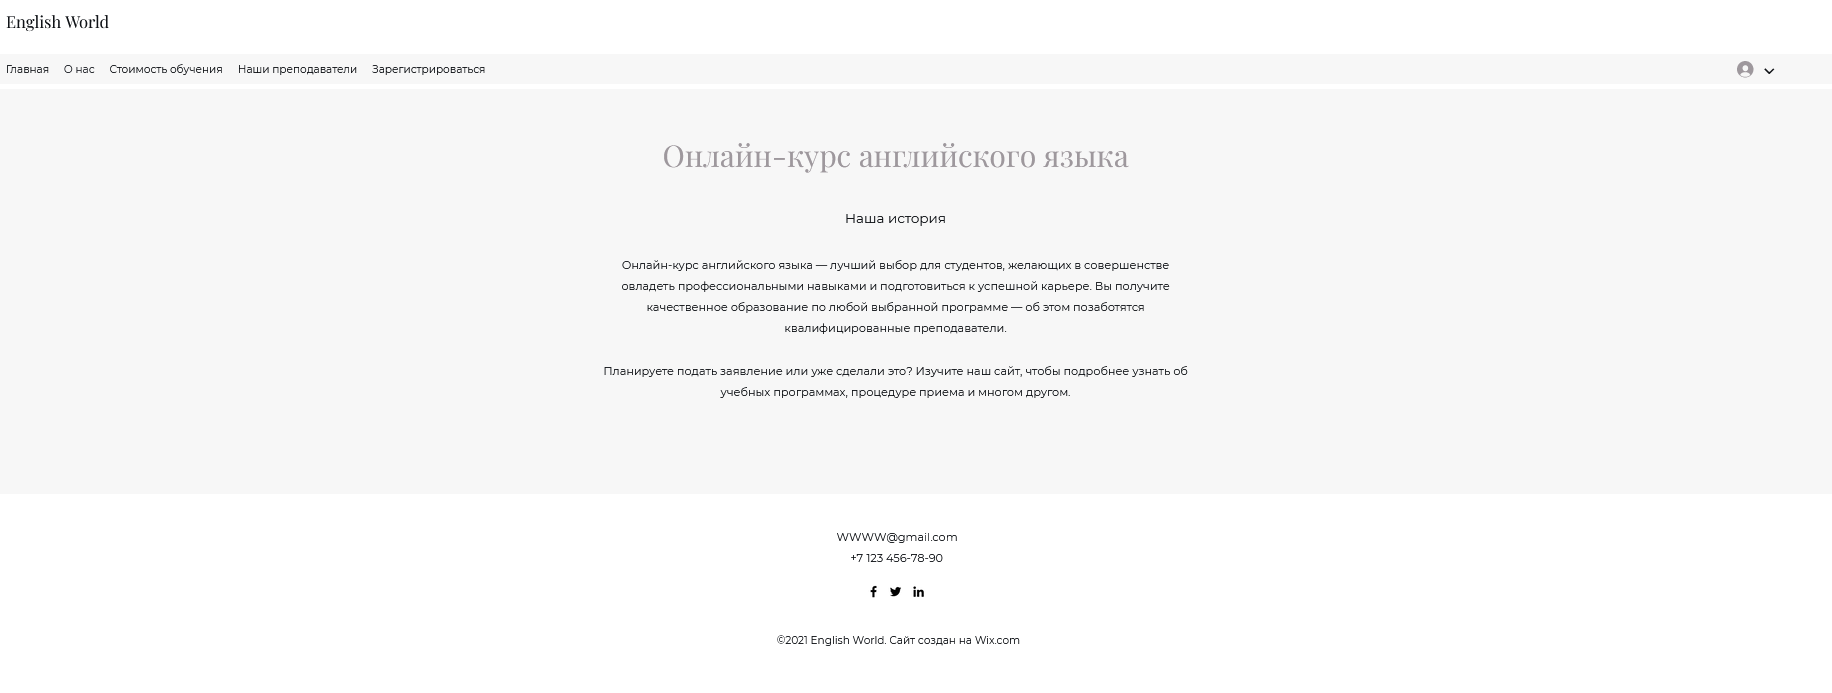 English World
Главная О нас Стоимость обучения Наши преподаватели Зарегистрироваться
Онлайн-курс английского языка
Наша история
Онлайн-курс английского языка — лучший выбор для студентов, желающих в совершенстве
овладеть профессиональными навыками и подготовиться к успешной карьере. Вы получите
качественное образование по любой выбранной программе — об этом позаботятся
квалифицированные преподаватели.
Планируете подать заявление или уже сделали это? Изучите наш сайт, чтобы подробнее узнать об
учебных программах, процедуре приема и многом другом.
WWWW@gmail.com
+7 123 456-78-90
©2021 English World. Сайт создан на Wix.com